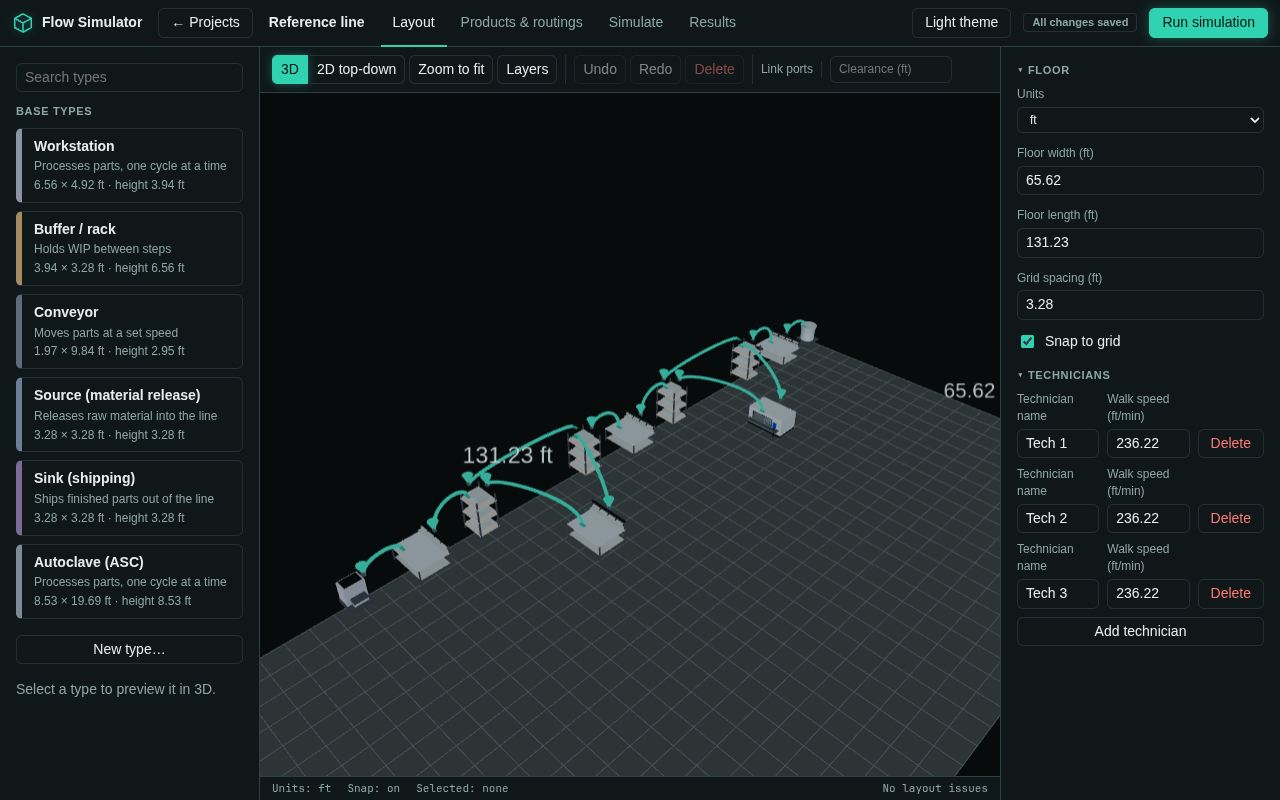 Flow Simulator
← Projects
Reference line
Layout
Products & routings
Simulate
Results
Light theme
All changes saved
Run simulation
Search types
BASE TYPES
Workstation
Processes parts, one cycle at a time
6.56 × 4.92 ft · height 3.94 ft
Buffer / rack
Holds WIP between steps
3.94 × 3.28 ft · height 6.56 ft
Conveyor
Moves parts at a set speed
1.97 × 9.84 ft · height 2.95 ft
Source (material release)
Releases raw material into the line
3.28 × 3.28 ft · height 3.28 ft
Sink (shipping)
Ships finished parts out of the line
3.28 × 3.28 ft · height 3.28 ft
Autoclave (ASC)
Processes parts, one cycle at a time
8.53 × 19.69 ft · height 8.53 ft
New type…
Select a type to preview it in 3D.
3D
2D top-down
Zoom to fit
Layers
Undo
Redo
Delete
Link ports
Clearance (ft)
131.23 ft
65.62
Units: ft
Snap: on
Selected: none
No layout issues
FLOOR
Units
ft
Floor width (ft)
65.62
Floor length (ft)
131.23
Grid spacing (ft)
3.28
Snap to grid
TECHNICIANS
Technician name
Walk speed (ft/min)
Tech 1
236.22
Delete
Technician name
Walk speed (ft/min)
Tech 2
236.22
Delete
Technician name
Walk speed (ft/min)
Tech 3
236.22
Delete
Add technician